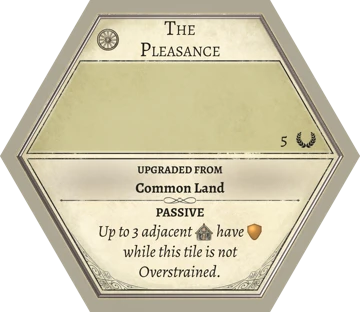 The
Pleasance
5
UPGRADED FROM
Common Land
PASSIVE
Up to 3 adjacent have
while this tile is not
Overstrained.